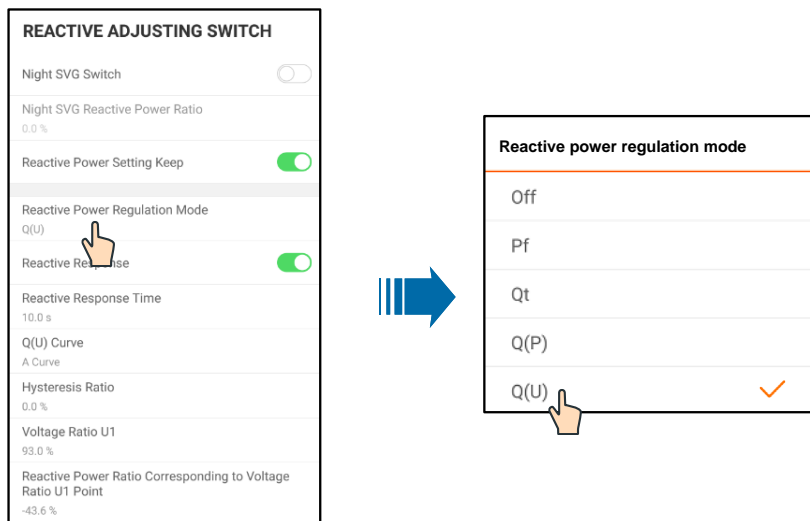 REACTIVE ADJUSTING SWITCH
Night SVG Switch
Night SVG Reactive Power Ratio
0.0 %
Reactive Power Setting Keep
Reactive Power Regulation Mode
Q(U)
Reactive Response
Reactive Response Time
10.0 s
Q(U) Curve
A Curve
Hysteresis Ratio
0.0 %
Voltage Ratio U1
93.0 %
Reactive Power Ratio Corresponding to Voltage
Ratio U1 Point
-43.6 %
Reactive power regulation mode
Off
Pf
Qt
Q(P)
Q(U)